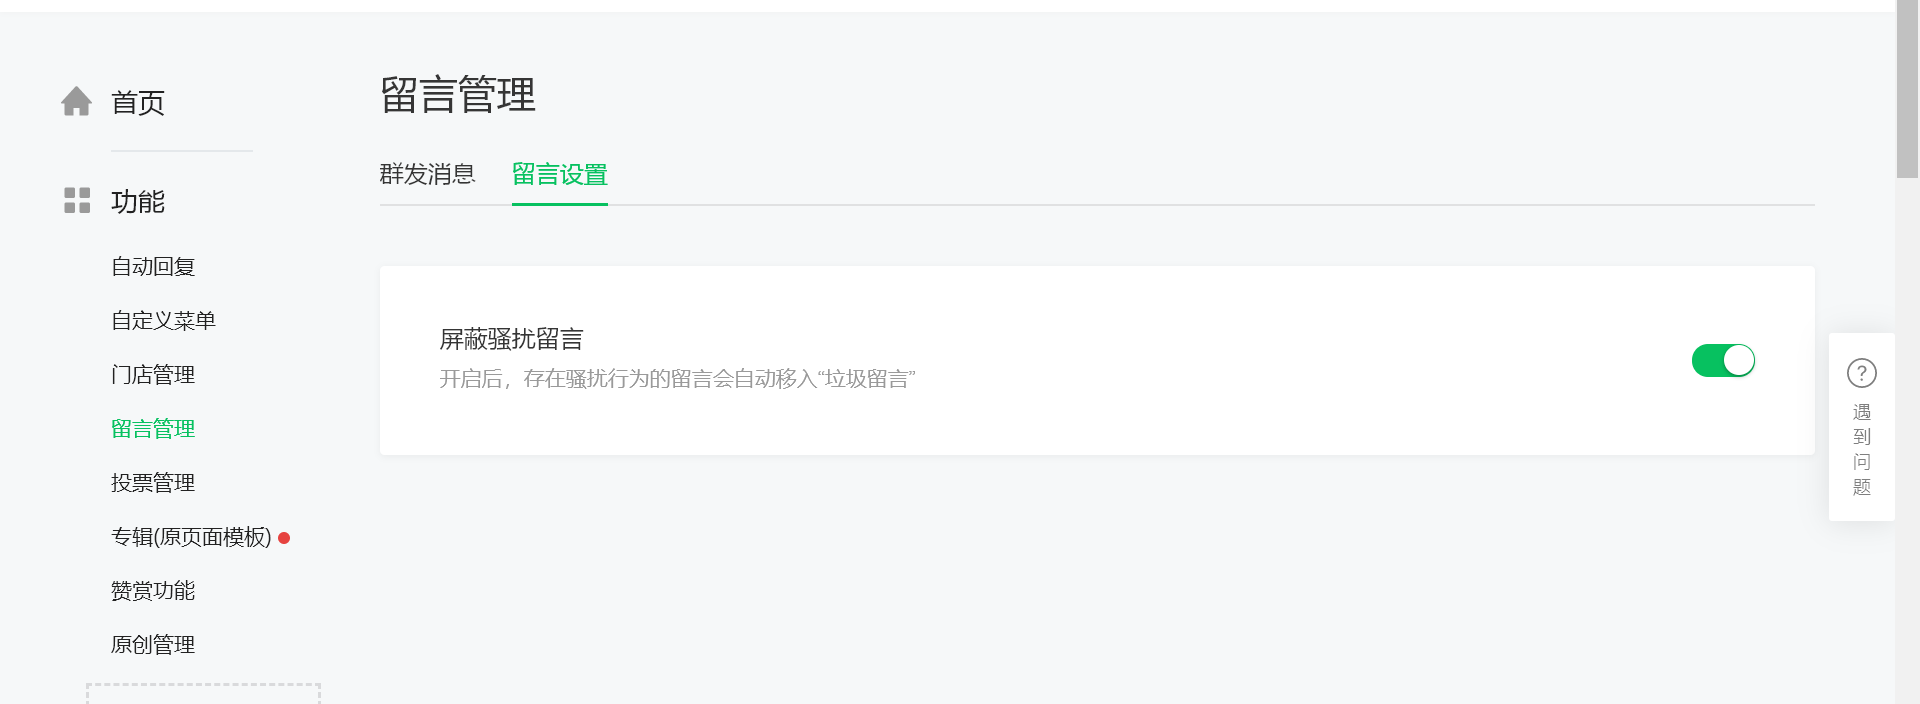 首页
功能
自动回复
自定义菜单
门店管理
留言管理
投票管理
专辑(原页面模板)
赞赏功能
原创管理
留言管理
群发消息 留言设置
屏蔽骚扰留言
开启后，存在骚扰行为的留言会自动移入“垃圾留言”
?
遇
到
问
题